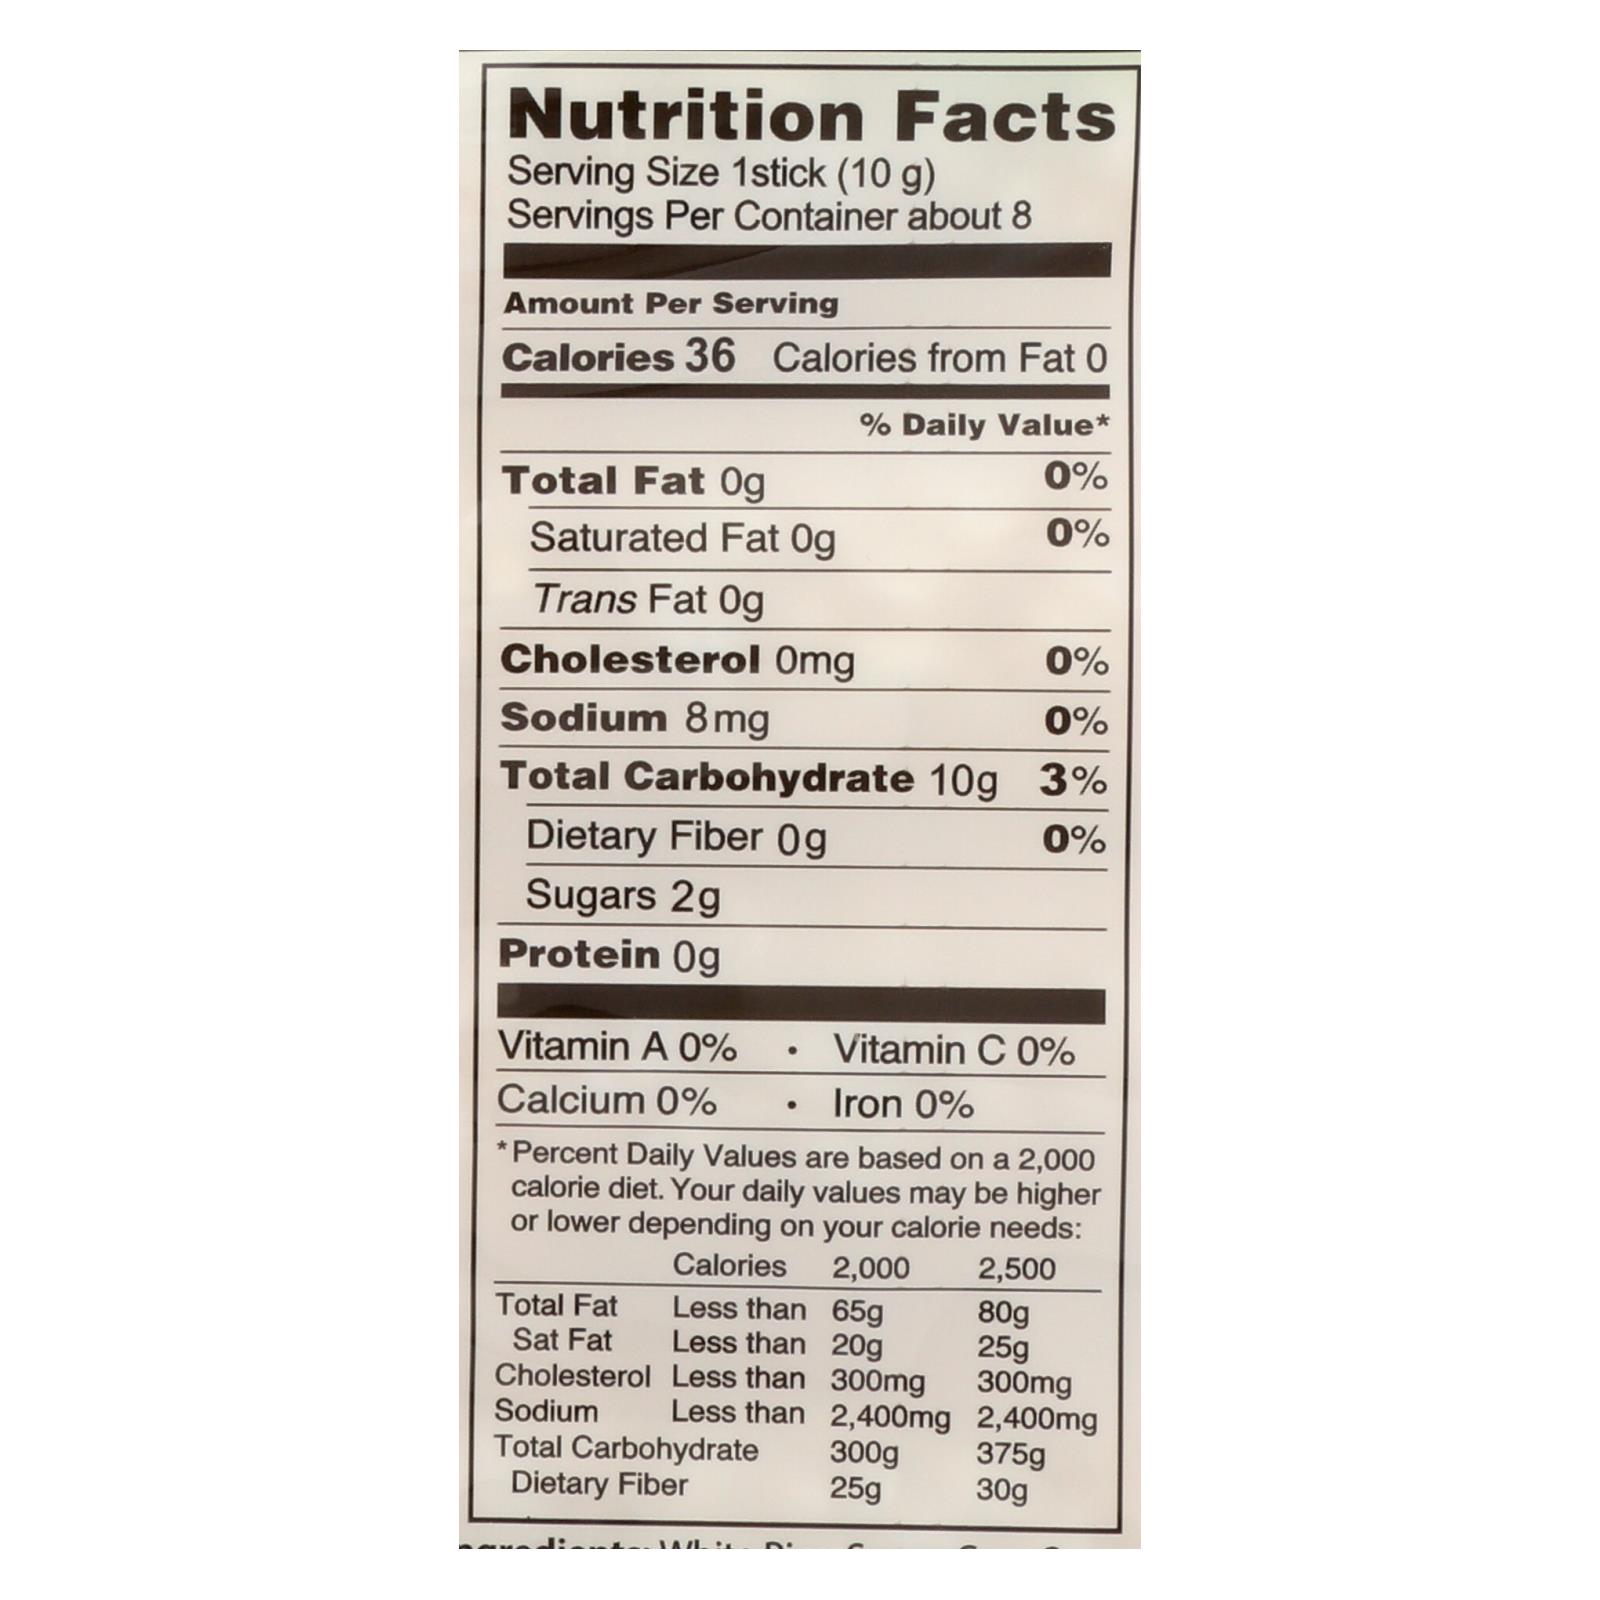 Nutrition Facts
Serving Size 1stick (10 g)
Servings Per Container about 8
Amount Per Serving
Calories 36 Calories from Fat 0
% Daily Value*
Total Fat 0g 0%
Saturated Fat 0g 0%
Trans Fat 0g
Cholesterol 0mg 0%
Sodium 8mg 0%
Total Carbohydrate 10g 3%
Dietary Fiber 0g 0%
Sugars 2g
Protein 0g
Vitamin A 0% • Vitamin C 0%
Calcium 0% • Iron 0%
*Percent Daily Values are based on a 2,000
calorie diet. Your daily values may be higher
or lower depending on your calorie needs:
Calories 2,000 2,500
Total Fat Less than 65g 80g
Sat Fat Less than 20g 25g
Cholesterol Less than 300mg 300mg
Sodium Less than 2,400mg 2,400mg
Total Carbohydrate 300g 375g
Dietary Fiber 25g 30g